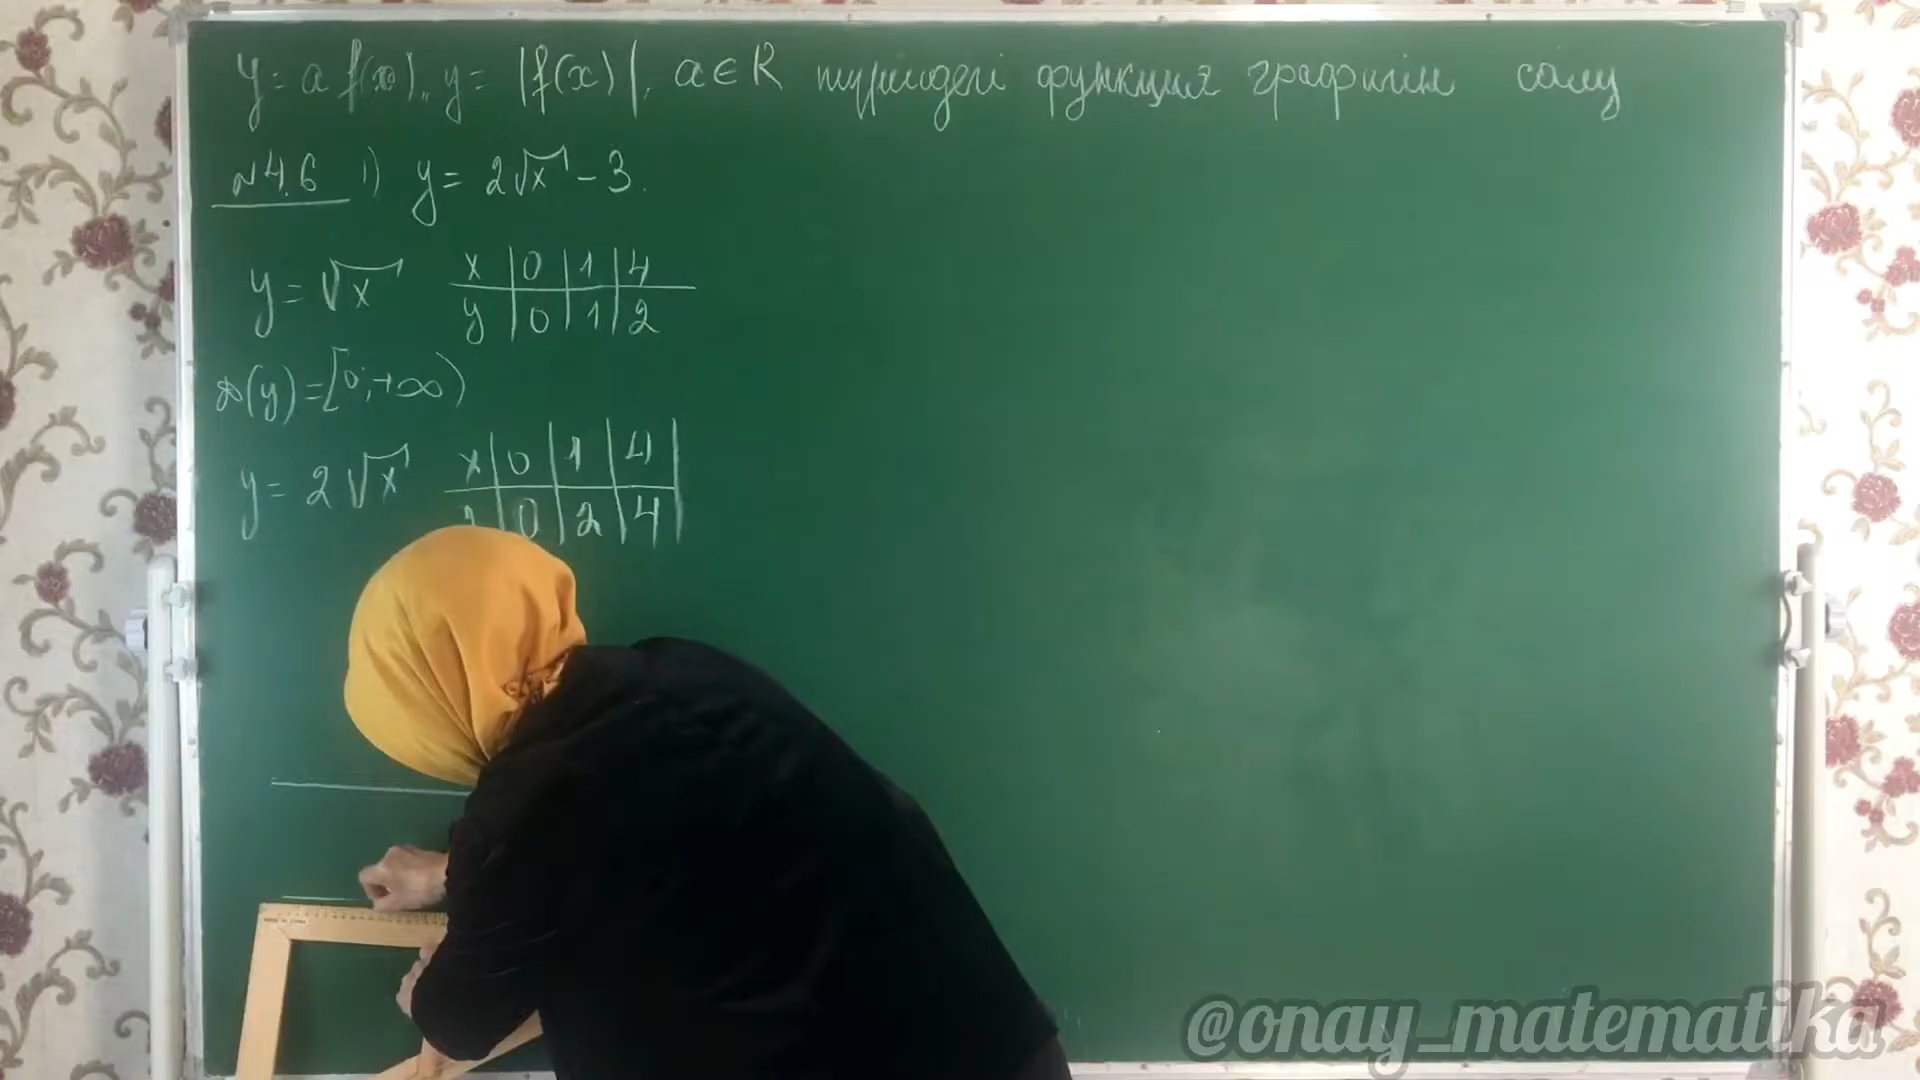 y = a f(x), y = |f(x)|, a ∈ R түріндегі функция графигін салу
№4.6 1) y = 2√x - 3.
y = √x
x | 0 | 1 | 4
y | 0 | 1 | 2
D(y) = [0; +∞)
y = 2√x
x | 0 | 1 | 4
0 | 2 | 4
@onay_matematika